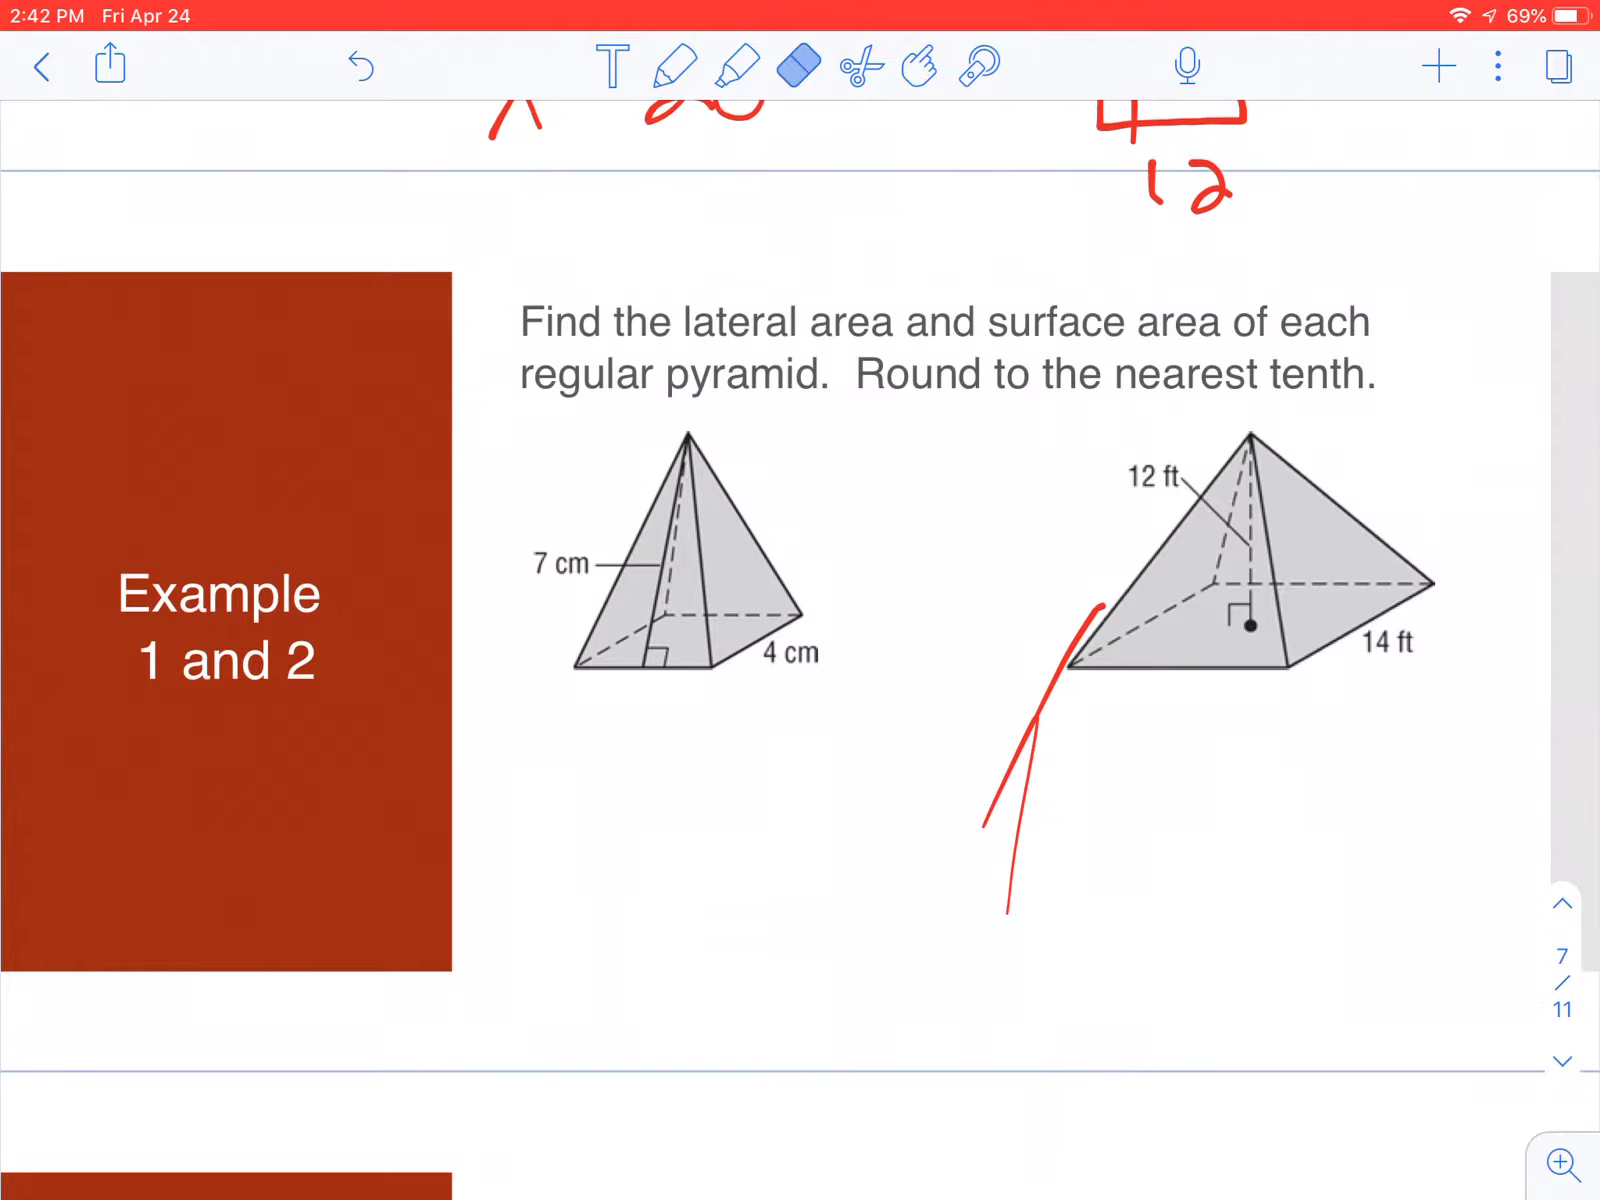 2:42 PM Fri Apr 24
69%
T
12
Find the lateral area and surface area of each
regular pyramid. Round to the nearest tenth.
Example
1 and 2
7 cm
4 cm
12 ft
14 ft
7
/
11